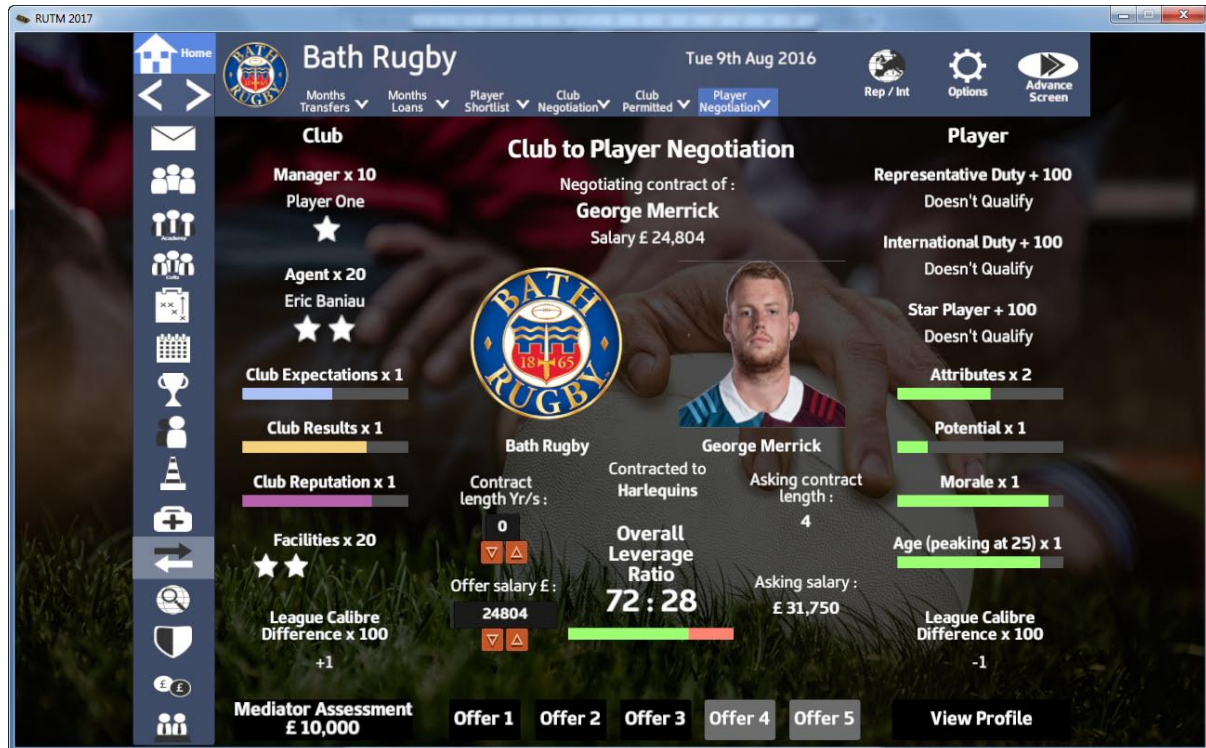 RUTM 2017
Home
Bath Rugby
Tue 9th Aug 2016
Rep / Int
Options
Advance
Screen
Months
Transfers
Months
Loans
Player
Shortlist
Club
Negotiation
Club
Permitted
Player
Negotiation
Academy
Club
Manager x 10
Player One
Agent x 20
Eric Baniau
Club Expectations x 1
Club Results x 1
Club Reputation x 1
Facilities x 20
League Calibre
Difference x 100
+1
Club to Player Negotiation
Negotiating contract of :
George Merrick
Salary £ 24,804
BATH
18 65
RUGBY
Bath Rugby
George Merrick
Contracted to
Harlequins
Contract
length Yr/s :
0
Offer salary £ :
24804
Overall
Leverage
Ratio
72 : 28
Asking contract
length :
4
Asking salary :
£ 31,750
Player
Representative Duty + 100
Doesn't Qualify
International Duty + 100
Doesn't Qualify
Star Player + 100
Doesn't Qualify
Attributes x 2
Potential x 1
Morale x 1
Age (peaking at 25) x 1
League Calibre
Difference x 100
-1
Mediator Assessment
£ 10,000
Offer 1
Offer 2
Offer 3
Offer 4
Offer 5
View Profile